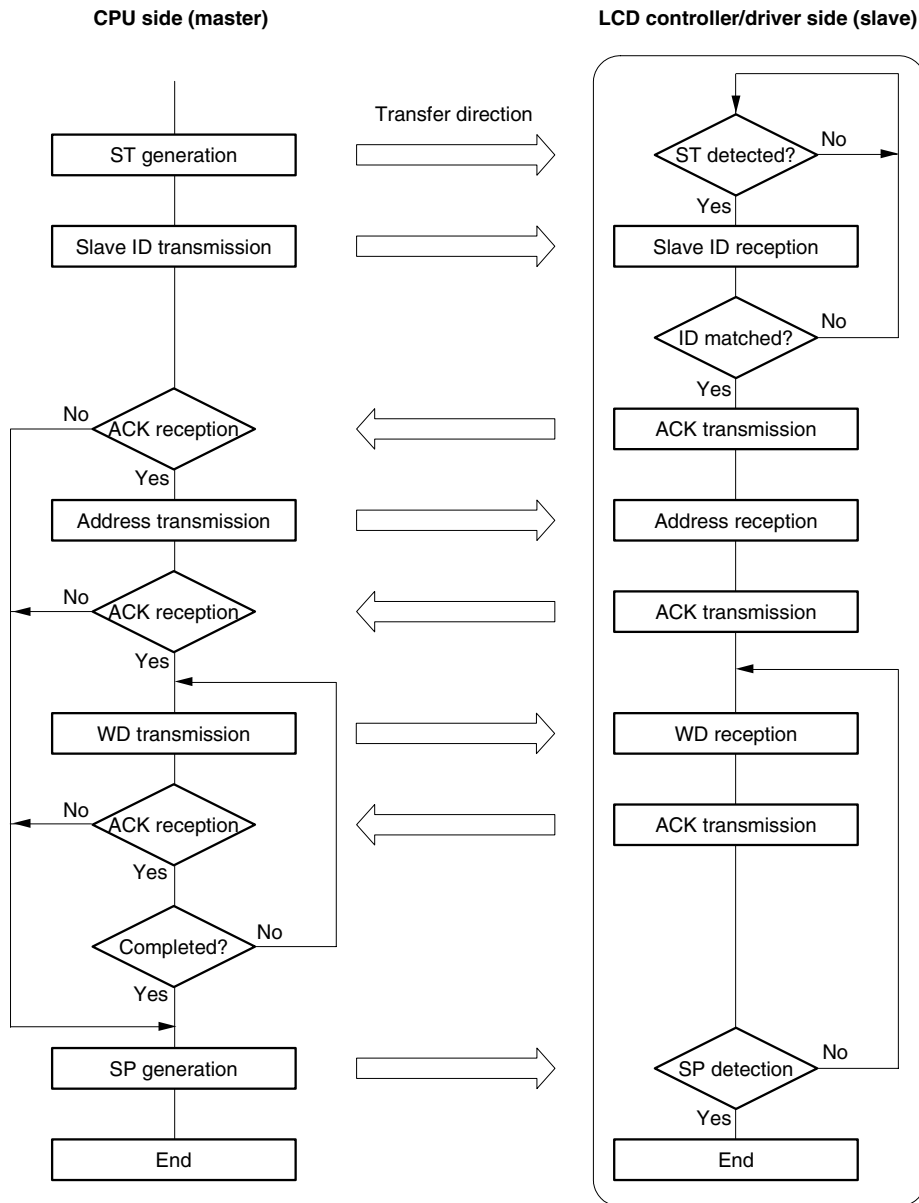 CPU side (master)
LCD controller/driver side (slave)
Transfer direction
ST generation
ST detected?
No
Yes
Slave ID transmission
Slave ID reception
ID matched?
No
Yes
No
ACK reception
ACK transmission
Yes
Address transmission
Address reception
No
ACK reception
ACK transmission
Yes
WD transmission
WD reception
No
ACK reception
ACK transmission
Yes
Completed?
No
Yes
SP generation
SP detection
No
Yes
End
End